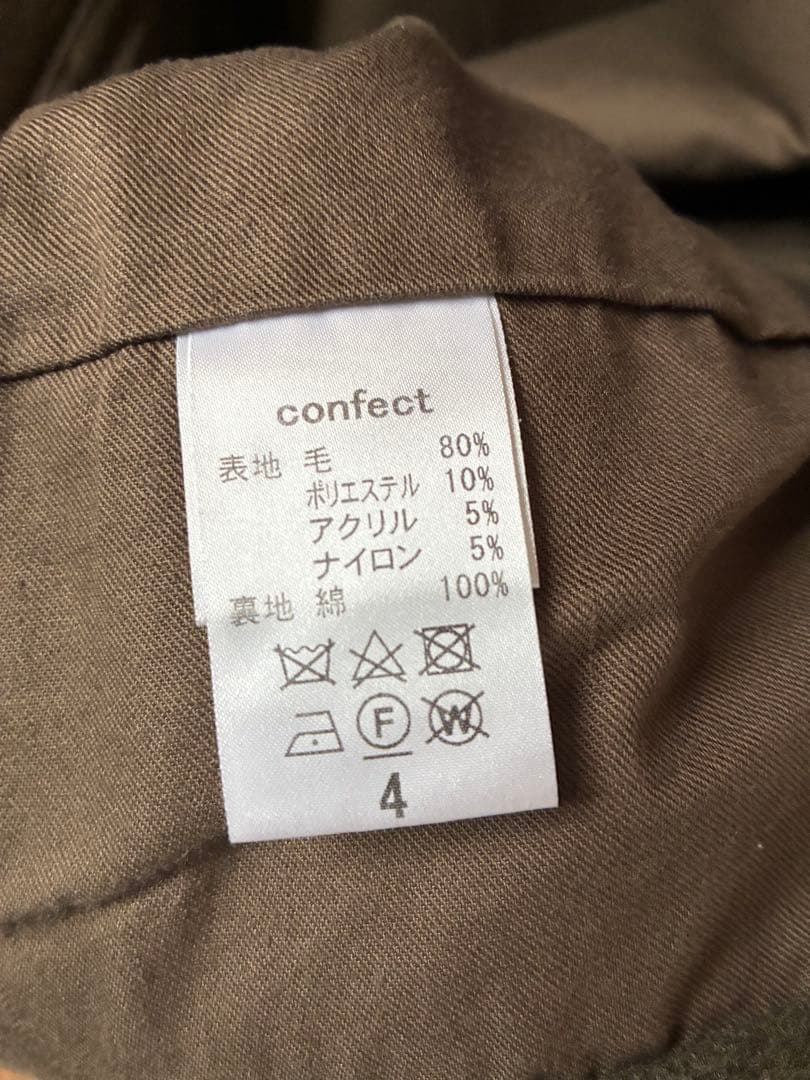 confect
表地 毛 80%
ポリエステル 10%
アクリル 5%
ナイロン 5%
裏地 綿 100%
F W
4